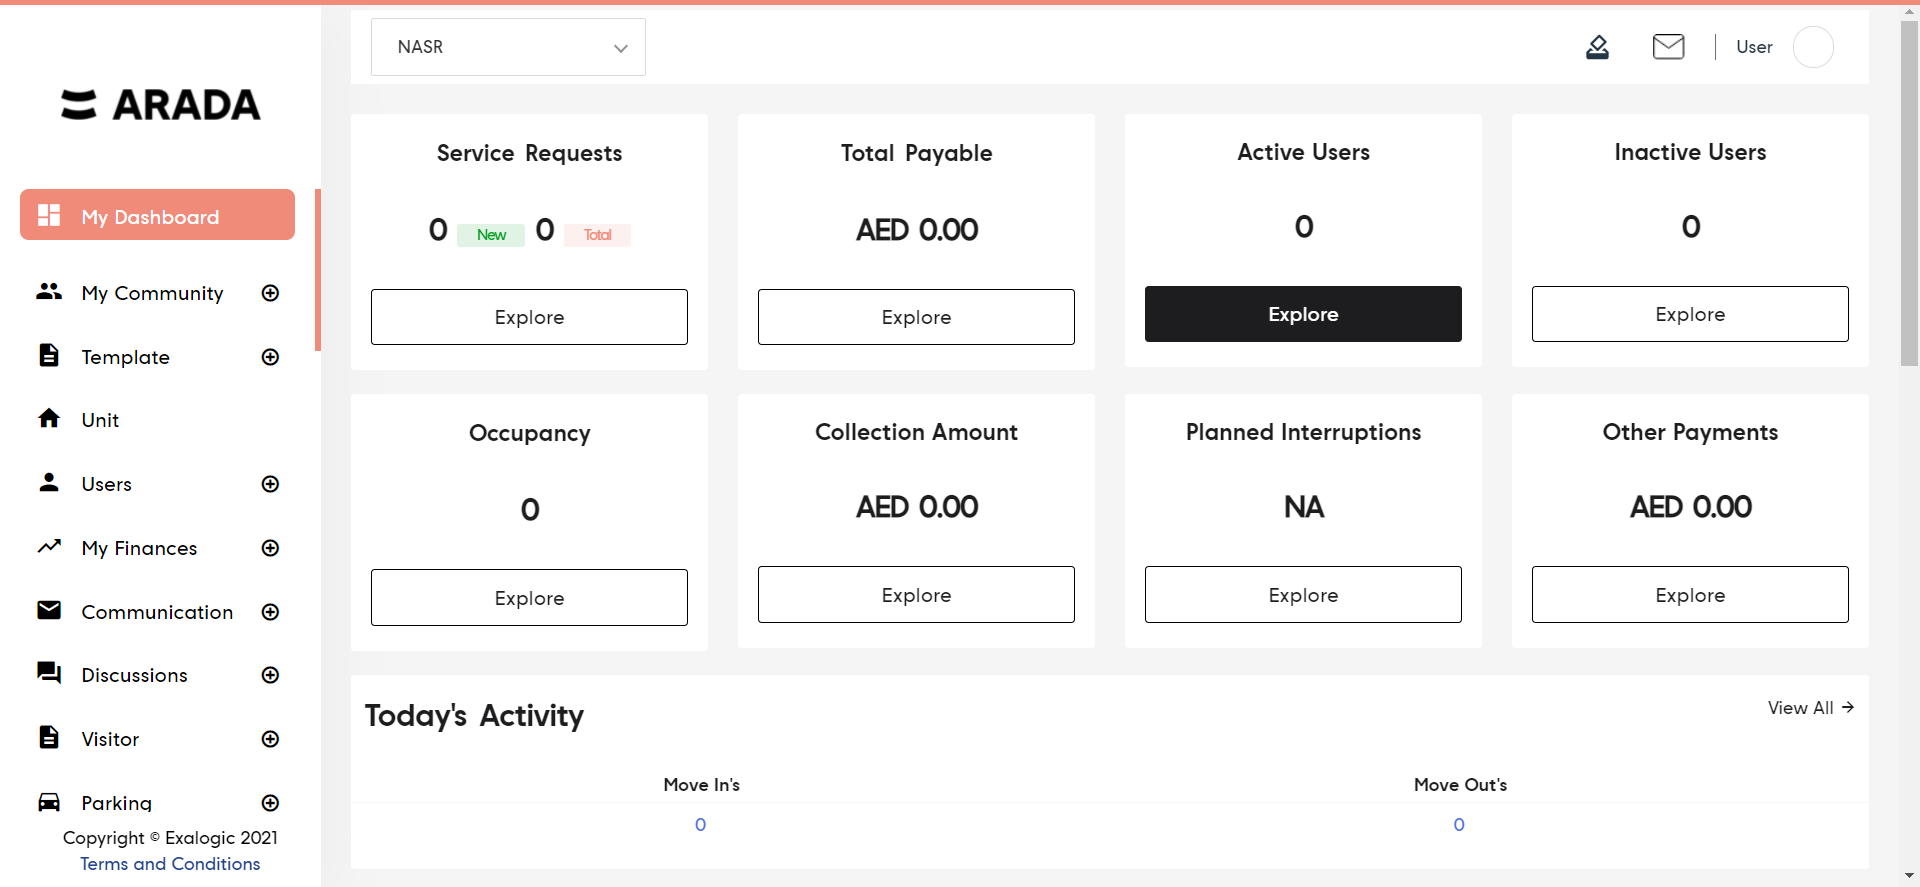 ARADA
My Dashboard
My Community
Template
Unit
Users
My Finances
Communication
Discussions
Visitor
Parking
Copyright © Exalogic 2021
Terms and Conditions
NASR
User
Service Requests
0 New 0 Total
Explore
Total Payable
AED 0.00
Explore
Active Users
0
Explore
Inactive Users
0
Explore
Occupancy
0
Explore
Collection Amount
AED 0.00
Explore
Planned Interruptions
NA
Explore
Other Payments
AED 0.00
Explore
Today's Activity
View All
Move In's
Move Out's
0
0